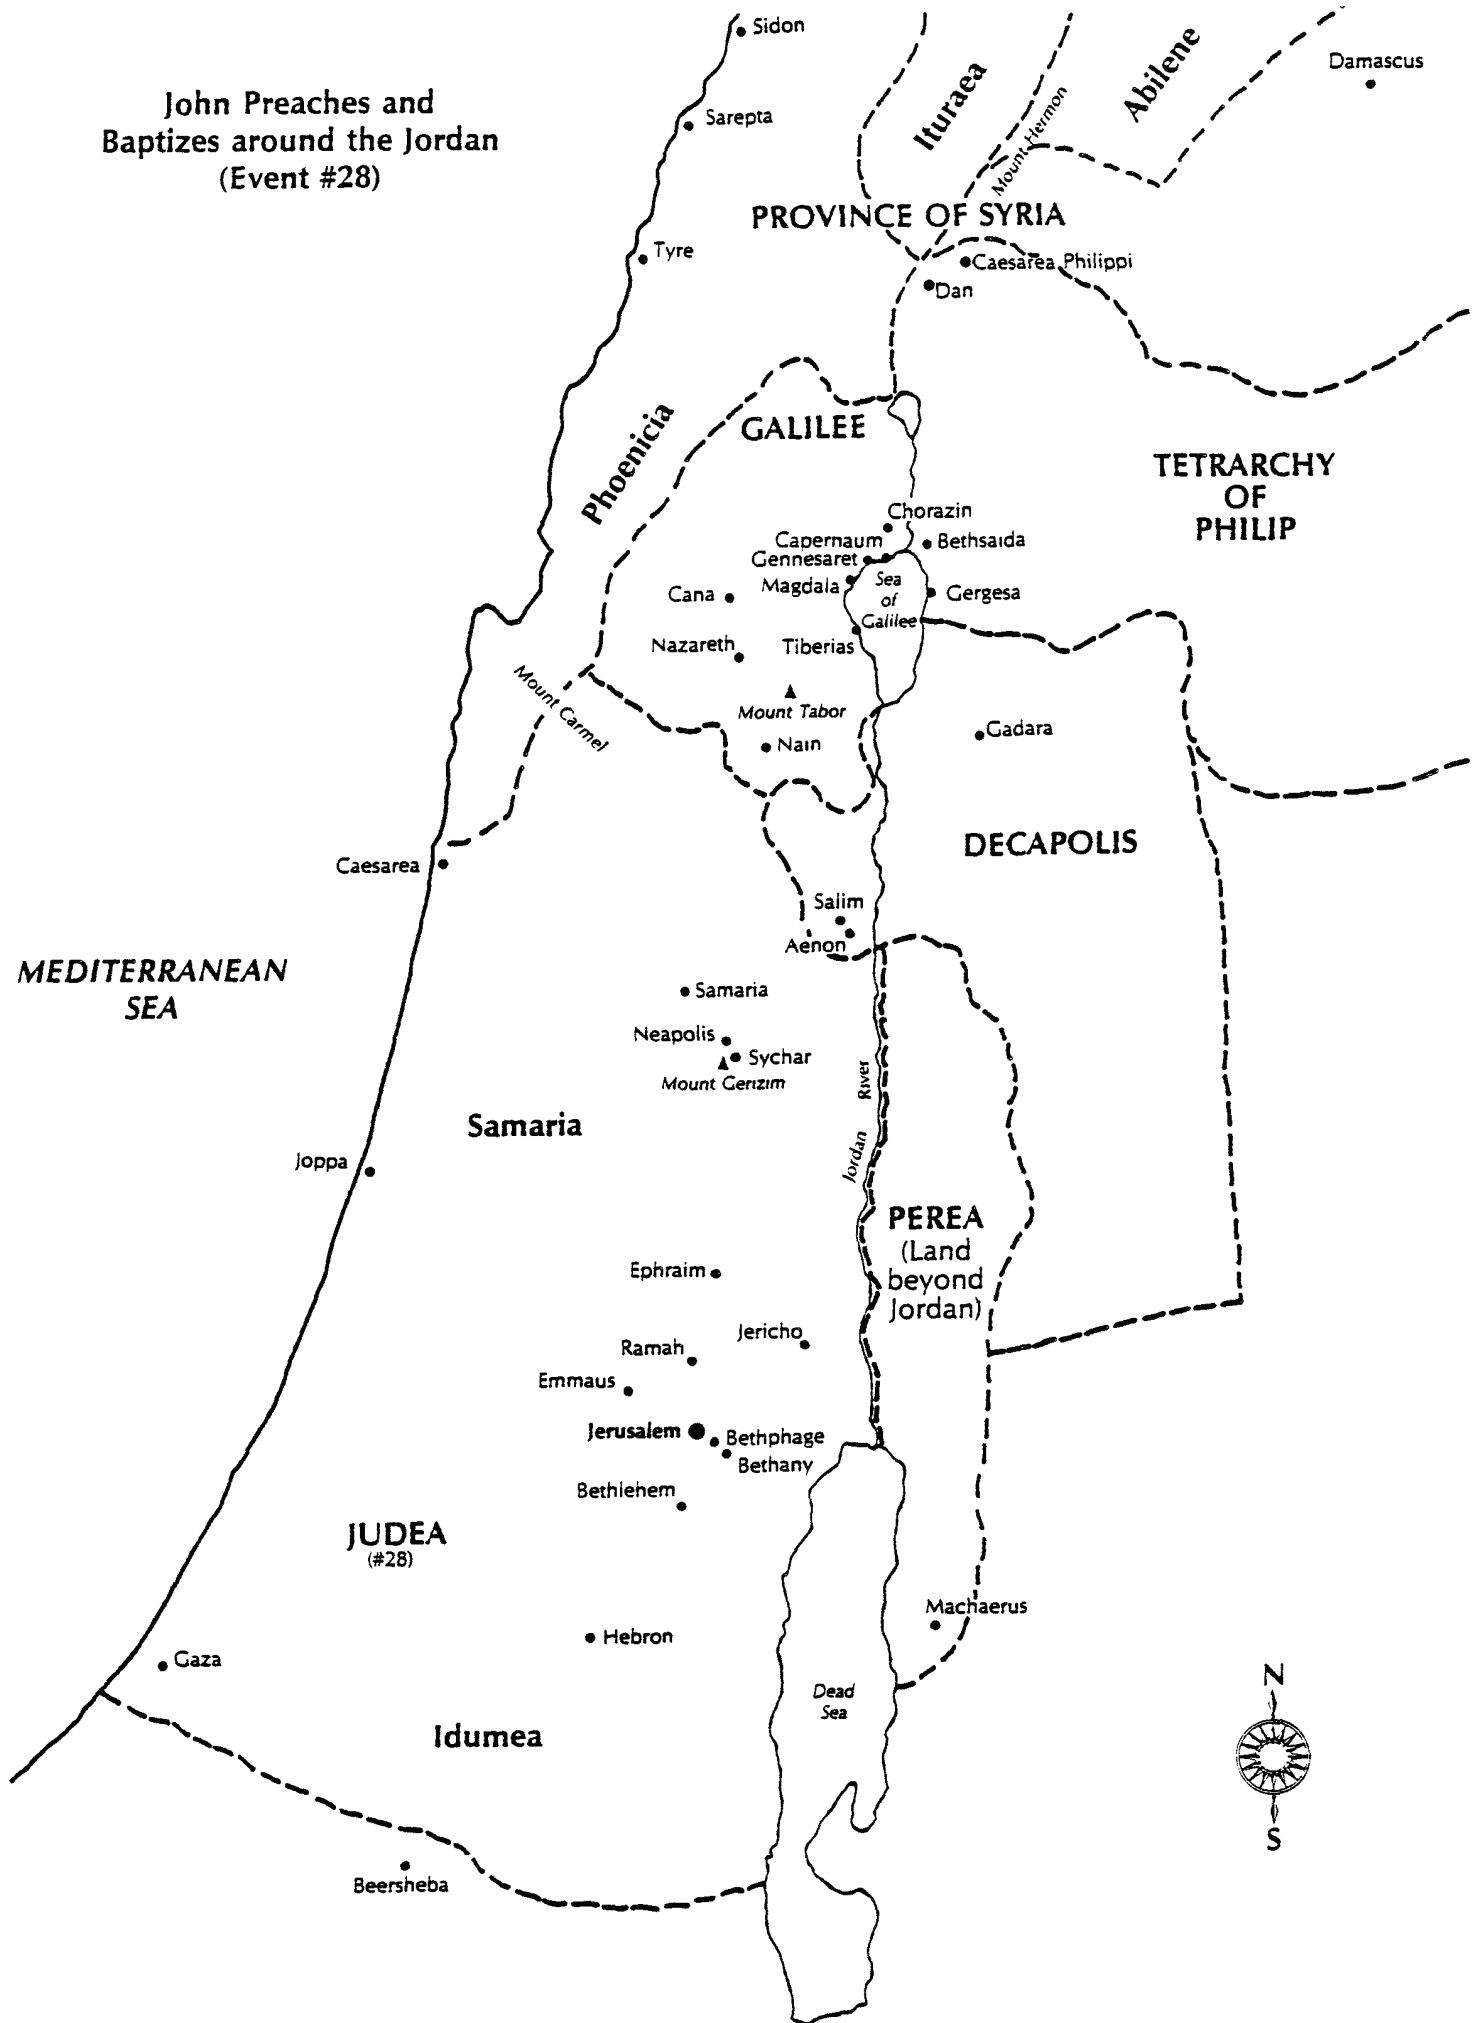 Sidon
John Preaches and
Baptizes around the Jordan
(Event #28)
Ituraea
Mount Hermon
Abilene
Damascus
Sarepta
PROVINCE OF SYRIA
Tyre
Caesarea Philippi
Dan
Phoenicia
GALILEE
TETRARCHY
OF
PHILIP
Chorazin
Capernaum
Bethsaida
Gennesaret
Magdala
Sea
of
Galilee
Cana
Gergesa
Nazareth
Tiberias
Mount Carmel
Mount Tabor
Gadara
Nain
DECAPOLIS
Caesarea
Salim
Aenon
MEDITERRANEAN
SEA
Samaria
Neapolis
Sychar
Mount Gerizim
Jordan River
Samaria
Joppa
PEREA
(Land
beyond
Jordan)
Ephraim
Jericho
Ramah
Emmaus
Jerusalem
Bethphage
Bethany
Bethlehem
JUDEA
(#28)
Machaerus
Hebron
Gaza
Dead
Sea
N
Idumea
S
Beersheba